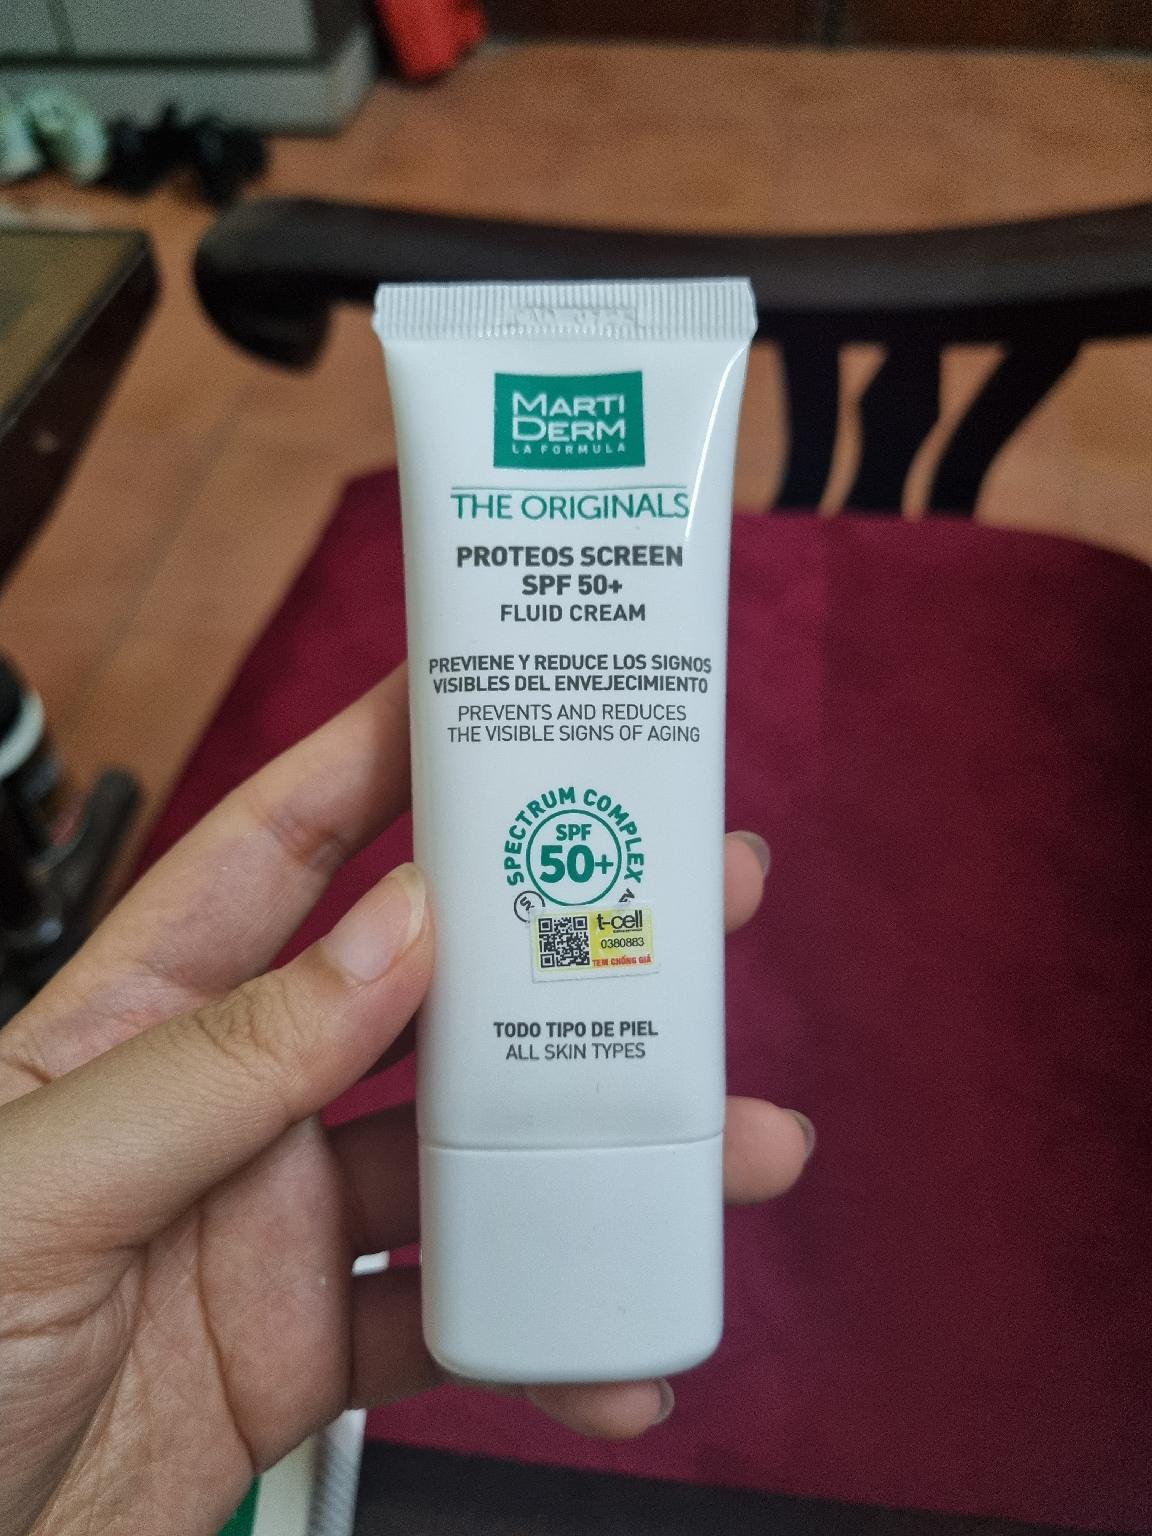 MARTI
DERM
LA FORMULA
THE ORIGINALS
PROTEOS SCREEN
SPF 50+
FLUID CREAM
PREVIENE Y REDUCE LOS SIGNOS
VISIBLES DEL ENVEJECIMIENTO
PREVENTS AND REDUCES
THE VISIBLE SIGNS OF AGING
SPECTRUM COMPLEX
SPF
50+
t-cell
0380883
TEM CHỐNG GIẢ
TODO TIPO DE PIEL
ALL SKIN TYPES